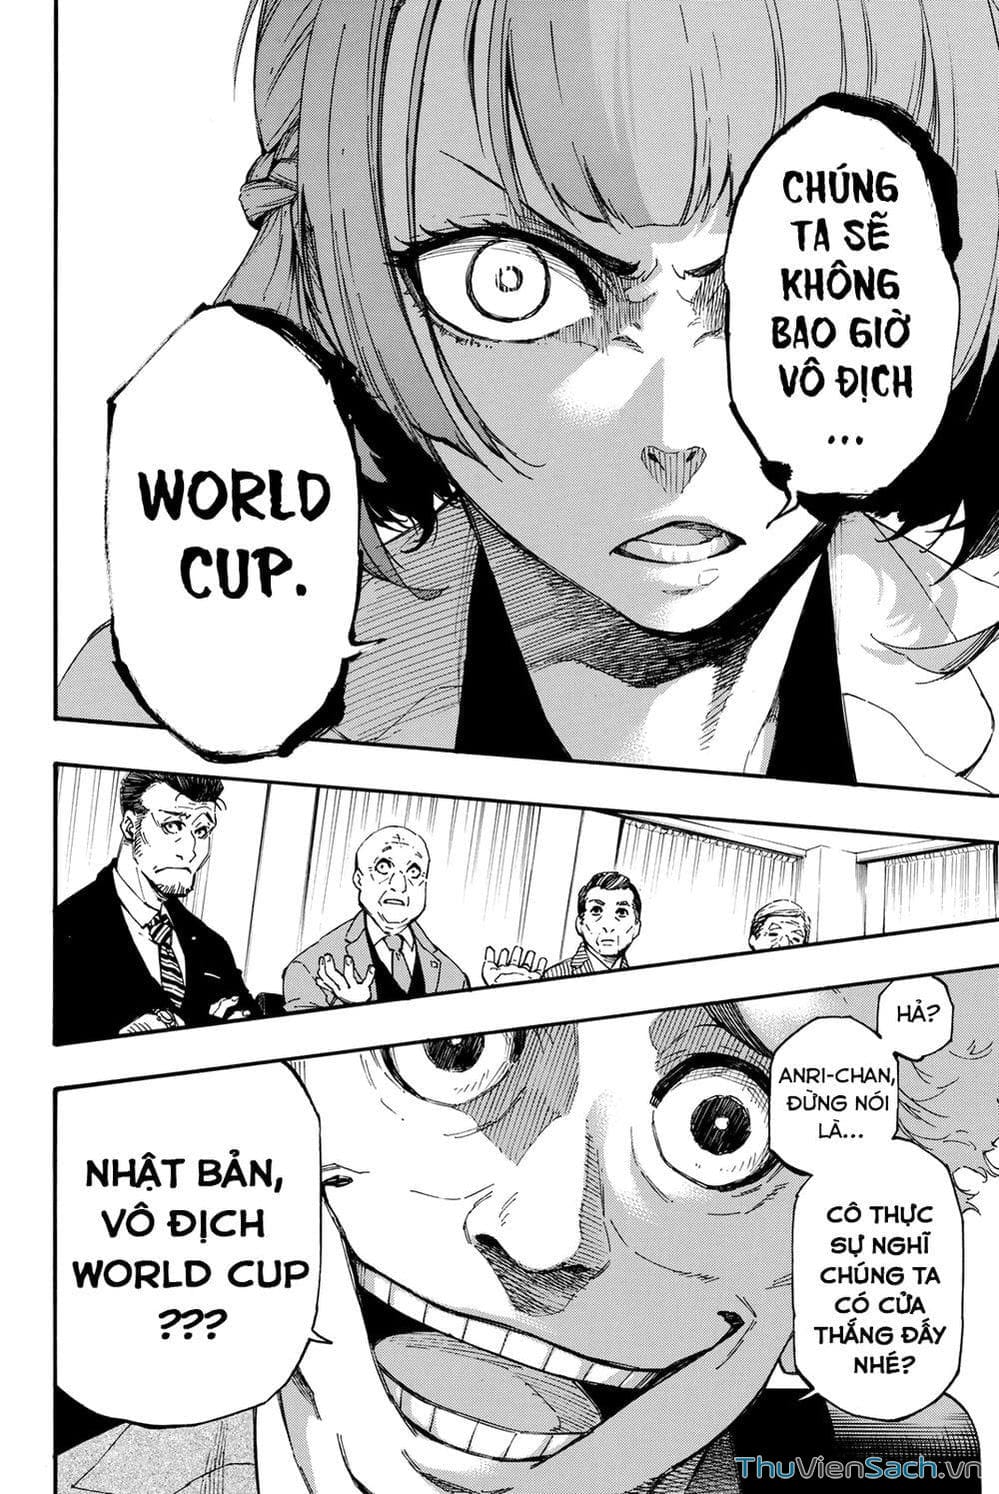 CHÚNG
TA SẼ
KHÔNG
BAO GIỜ
VÔ ĐỊCH
...
WORLD
CUP.
HẢ?
ANRI-CHAN,
ĐỪNG NÓI
LÀ...
CÔ THỰC
SỰ NGHĨ
CHÚNG TA
CÓ CỬA
THẮNG ĐẤY
NHÉ?
NHẬT BẢN,
VÔ ĐỊCH
WORLD CUP
???
ThuVienSach.vn